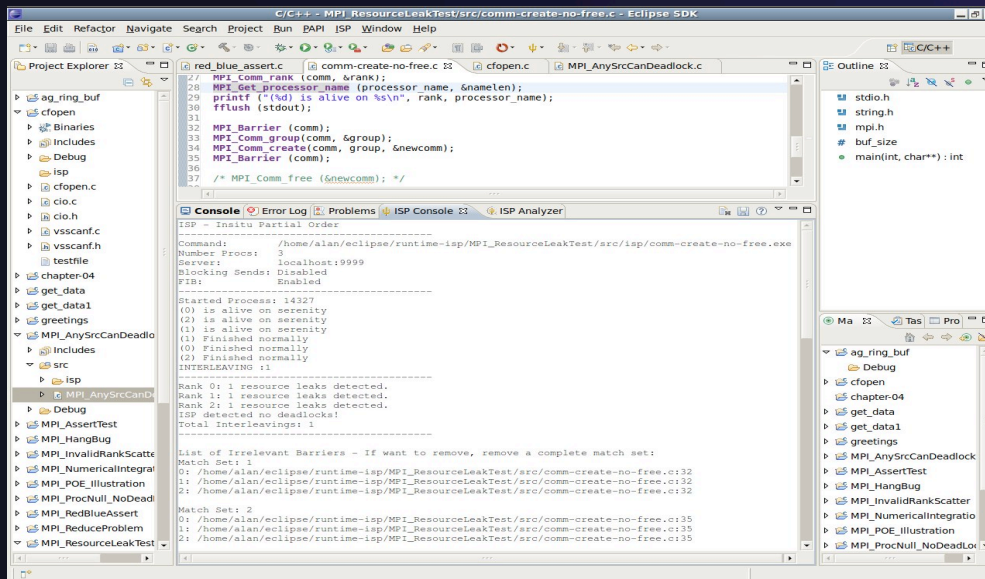 C/C++ - MPI_ResourceLeakTest/src/comm-create-no-free.c - Eclipse SDK
File Edit Refactor Navigate Search Project Run PAPI ISP Window Help
C/C++
Project Explorer
ag_ring_buf
cfopen
Binaries
Includes
Debug
isp
cfopen.c
cio.c
cio.h
vsscanf.c
vsscanf.h
testfile
chapter-04
get_data
get_data1
greetings
MPI_AnySrcCanDeadlo
Includes
src
isp
MPI_AnySrcCanDe
Debug
MPI_AssertTest
MPI_HangBug
MPI_InvalidRankScatte
MPI_NumericalIntegrat
MPI_POE_Illustration
MPI_ProcNull_NoDeadl
MPI_RedBlueAssert
MPI_ReduceProblem
MPI_ResourceLeakTest
red_blue_assert.c comm-create-no-free.c cfopen.c MPI_AnySrcCanDeadlock.c
27 MPI_Comm_rank (comm, &rank);
28 MPI_Get_processor_name (processor_name, &namelen);
29 printf ("(%d) is alive on %s\n", rank, processor_name);
30 fflush (stdout);
31
32 MPI_Barrier (comm);
33 MPI_Comm_group(comm, &group);
34 MPI_Comm_create(comm, group, &newcomm);
35 MPI_Barrier (comm);
36
37 /* MPI_Comm_free (&newcomm); */
Console Error Log Problems ISP Console ISP Analyzer
ISP - Insitu Partial Order
----------------------------------------
Command: /home/alan/eclipse/runtime-isp/MPI_ResourceLeakTest/src/isp/comm-create-no-free.exe
Number Procs: 3
Server: localhost:9999
Blocking Sends: Disabled
FIB: Enabled
----------------------------------------
Started Process: 14327
(0) is alive on serenity
(2) is alive on serenity
(1) is alive on serenity
(1) Finished normally
(0) Finished normally
(2) Finished normally
INTERLEAVING :1
----------------------------------------
Rank 0: 1 resource leaks detected.
Rank 1: 1 resource leaks detected.
Rank 2: 1 resource leaks detected.
ISP detected no deadlocks!
Total Interleavings: 1
----------------------------------------
List of Irrelevant Barriers - If want to remove, remove a complete match set:
Match Set: 1
0: /home/alan/eclipse/runtime-isp/MPI_ResourceLeakTest/src/comm-create-no-free.c:32
1: /home/alan/eclipse/runtime-isp/MPI_ResourceLeakTest/src/comm-create-no-free.c:32
2: /home/alan/eclipse/runtime-isp/MPI_ResourceLeakTest/src/comm-create-no-free.c:32
Match Set: 2
0: /home/alan/eclipse/runtime-isp/MPI_ResourceLeakTest/src/comm-create-no-free.c:35
1: /home/alan/eclipse/runtime-isp/MPI_ResourceLeakTest/src/comm-create-no-free.c:35
2: /home/alan/eclipse/runtime-isp/MPI_ResourceLeakTest/src/comm-create-no-free.c:35
Outline
stdio.h
string.h
mpi.h
# buf_size
main(int, char**) : int
Ma Tas Pro
ag_ring_buf
Debug
cfopen
chapter-04
get_data
get_data1
greetings
MPI_AnySrcCanDeadlock
MPI_AssertTest
MPI_HangBug
MPI_InvalidRankScatter
MPI_NumericalIntegratio
MPI_POE_Illustration
MPI_ProcNull_NoDeadLo